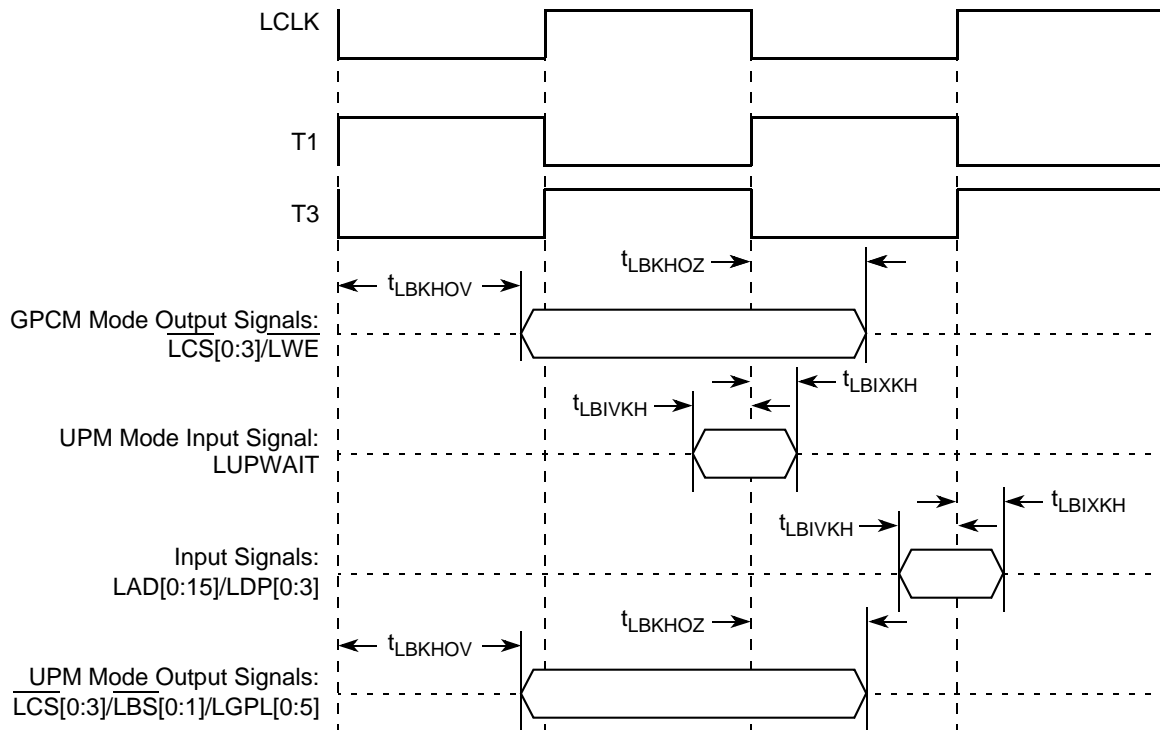 LCLK
T1
T3
tLBKHOZ
tLBKHOV
GPCM Mode Output Signals:
LCS[0:3]/LWE
tLBIXKH
tLBIVKH
UPM Mode Input Signal:
LUPWAIT
tLBIXKH
tLBIVKH
Input Signals:
LAD[0:15]/LDP[0:3]
tLBKHOZ
tLBKHOV
UPM Mode Output Signals:
LCS[0:3]/LBS[0:1]/LGPL[0:5]